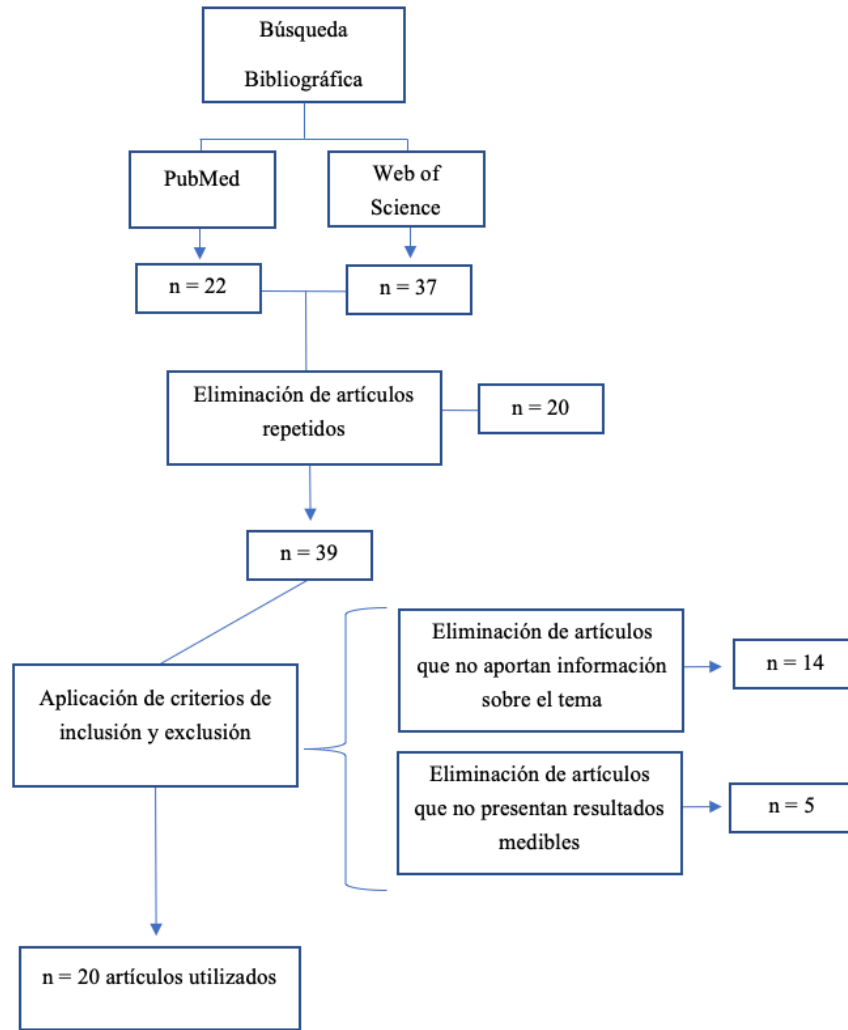 Búsqueda
Bibliográfica
PubMed
Web of
Science
n = 22
n = 37
Eliminación de artículos
repetidos
n = 20
n = 39
Aplicación de criterios de
inclusión y exclusión
Eliminación de artículos
que no aportan información
sobre el tema
n = 14
Eliminación de artículos
que no presentan resultados
medibles
n = 5
n = 20 artículos utilizados